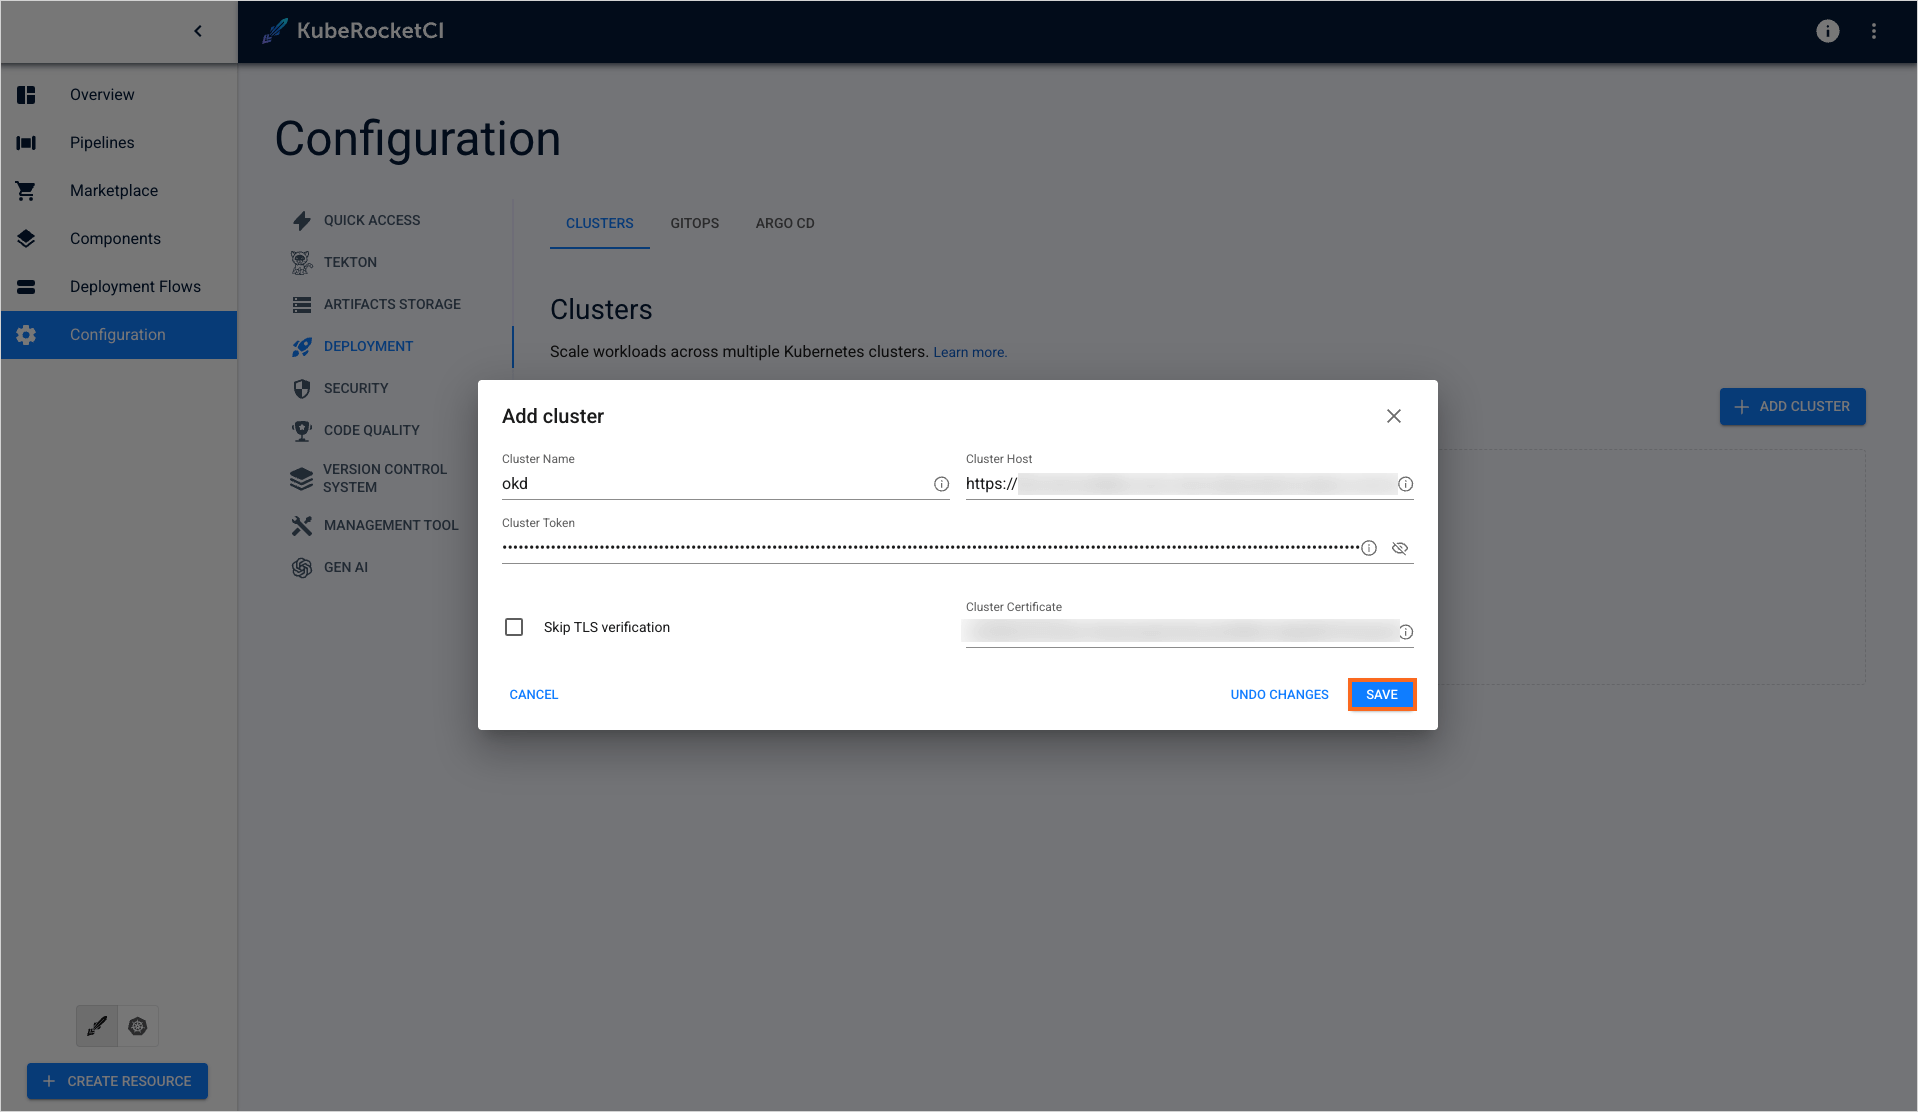 KubeRocketCI
Overview
Pipelines
Marketplace
Components
Deployment Flows
Configuration
CREATE RESOURCE
Configuration
QUICK ACCESS
TEKTON
ARTIFACTS STORAGE
DEPLOYMENT
SECURITY
CODE QUALITY
VERSION CONTROL
SYSTEM
MANAGEMENT TOOL
GEN AI
CLUSTERS GITOPS ARGO CD
Clusters
Scale workloads across multiple Kubernetes clusters. Learn more.
ADD CLUSTER
Add cluster
Cluster Name
okd
Cluster Host
https://
Cluster Token
Skip TLS verification
Cluster Certificate
CANCEL
UNDO CHANGES
SAVE